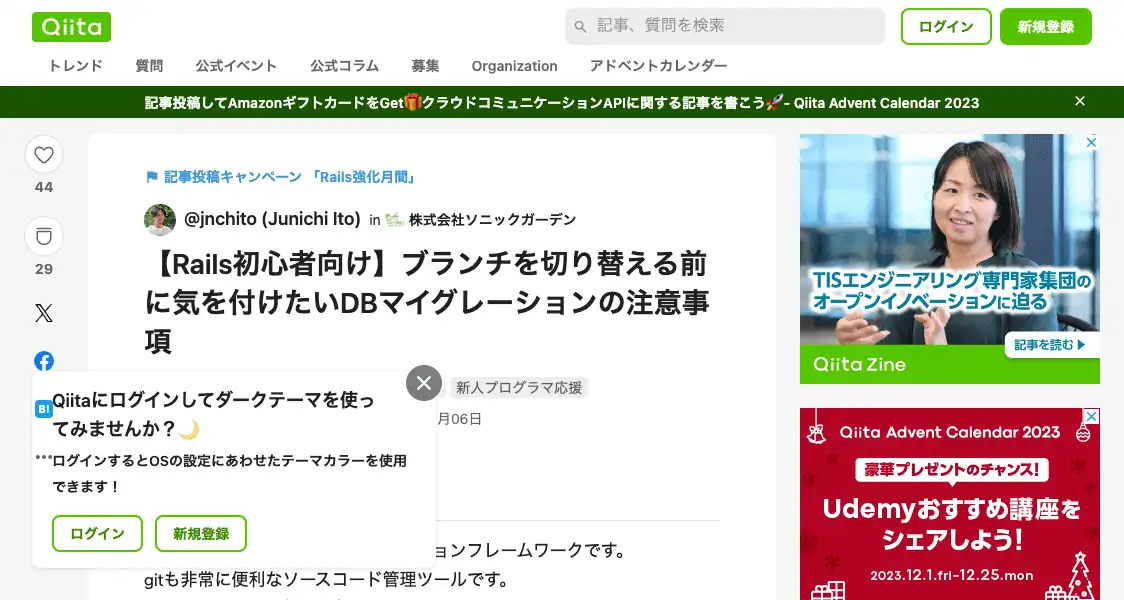 Qiita
記事、質問を検索
ログイン
新規登録
トレンド
質問
公式イベント
公式コラム
募集
Organization
アドベントカレンダー
記事投稿してAmazonギフトカードをGet🎁クラウドコミュニケーションAPIに関する記事を書こう🚀 - Qiita Advent Calendar 2023
44
29
記事投稿キャンペーン 「Rails強化月間」
@jnchito (Junichi Ito) in 株式会社ソニックガーデン
【Rails初心者向け】ブランチを切り替える前
に気を付けたいDBマイグレーションの注意事
項
新人プログラマ応援
月06日
B!
Qiitaにログインしてダークテーマを使っ
てみませんか？🌙
ログインするとOSの設定にあわせたテーマカラーを使用
できます！
ログイン
新規登録
ョンフレームワークです。
gitも非常に便利なソースコード管理ツールです。
TISエンジニアリング専門家集団の
オープンイノベーションに迫る
記事を読む
Qiita Zine
Qiita Advent Calendar 2023
豪華プレゼントのチャンス!
Udemyおすすめ講座を
シェアしよう!
2023.12.1.fri-12.25.mon